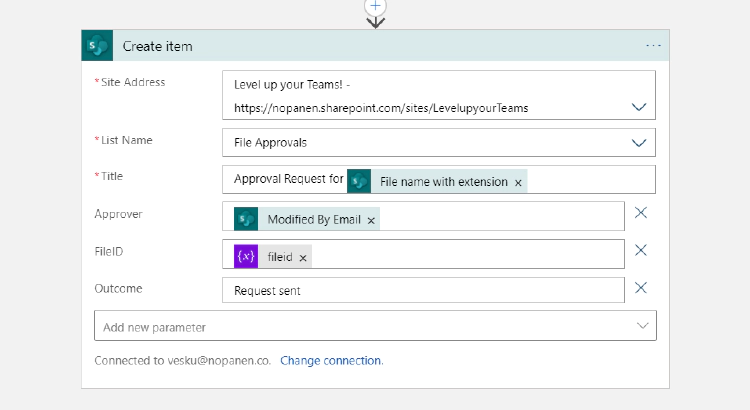 Create item
* Site Address
Level up your Teams! -
https://nopanen.sharepoint.com/sites/LevelupyourTeams
* List Name
File Approvals
* Title
Approval Request for File name with extension ×
Approver
Modified By Email ×
FileID
{x} fileid ×
Outcome
Request sent
Add new parameter
Connected to vesku@nopanen.co. Change connection.